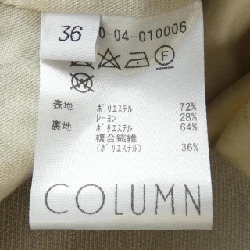 36
0-04-010006
表地 ポリエステル 72%
レーヨン 28%
裏地 ポリエステル 64%
複合繊維
(ポリエステル) 36%
COLUMN